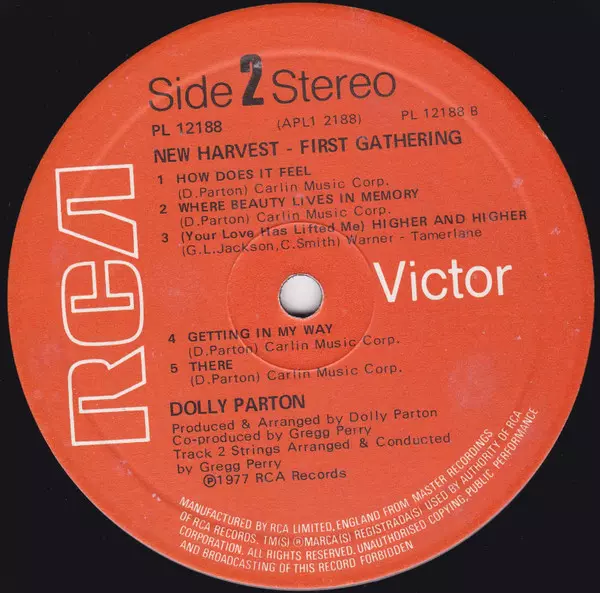 Side 2 Stereo
PL 12188 (APL1 2188) PL 12188 B
NEW HARVEST - FIRST GATHERING
1 HOW DOES IT FEEL
(D.Parton) Carlin Music Corp.
2 WHERE BEAUTY LIVES IN MEMORY
(D.Parton) Carlin Music Corp.
3 (Your Love Has Lifted Me) HIGHER AND HIGHER
(G.L.Jackson,C.Smith) Warner - Tamerlane
RCA Victor
4 GETTING IN MY WAY
(D.Parton) Carlin Music Corp.
5 THERE
(D.Parton) Carlin Music Corp.
DOLLY PARTON
Produced & Arranged by Dolly Parton
Co-produced by Gregg Perry
Track 2 Strings Arranged & Conducted
by Gregg Perry
℗1977 RCA Records
MANUFACTURED BY RCA LIMITED, ENGLAND FROM MASTER RECORDINGS
OF RCA RECORDS. TM(S) ® MARCA(S) REGISTRADA(S) USED BY AUTHORITY OF RCA
CORPORATION. ALL RIGHTS RESERVED. UNAUTHORISED COPYING, PUBLIC PERFORMANCE
AND BROADCASTING OF THIS RECORD FORBIDDEN